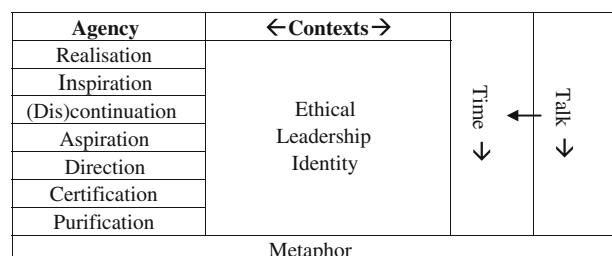 Agency
←Contexts→
Realisation
Inspiration
(Dis)continuation
Aspiration
Direction
Certification
Purification
Ethical
Leadership
Identity
Time →
← Talk →
Metaphor